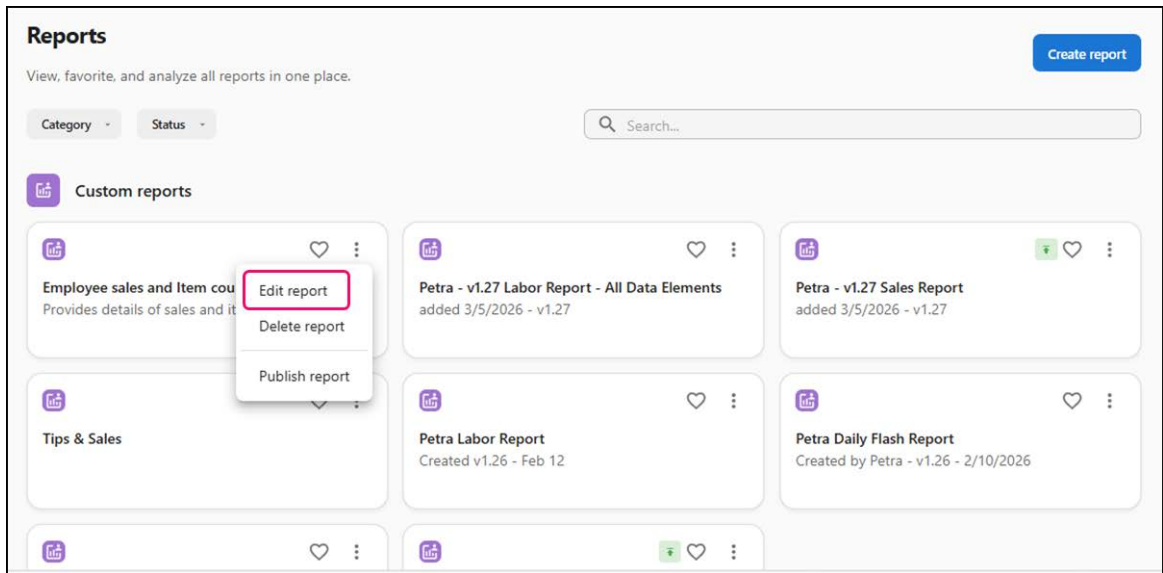 Reports
Create report
View, favorite, and analyze all reports in one place.
Category
Status
Search...
Custom reports
Employee sales and Item cou
Provides details of sales and it
Edit report
Delete report
Publish report
Petra - v1.27 Labor Report - All Data Elements
added 3/5/2026 - v1.27
Petra - v1.27 Sales Report
added 3/5/2026 - v1.27
Tips & Sales
Petra Labor Report
Created v1.26 - Feb 12
Petra Daily Flash Report
Created by Petra - v1.26 - 2/10/2026